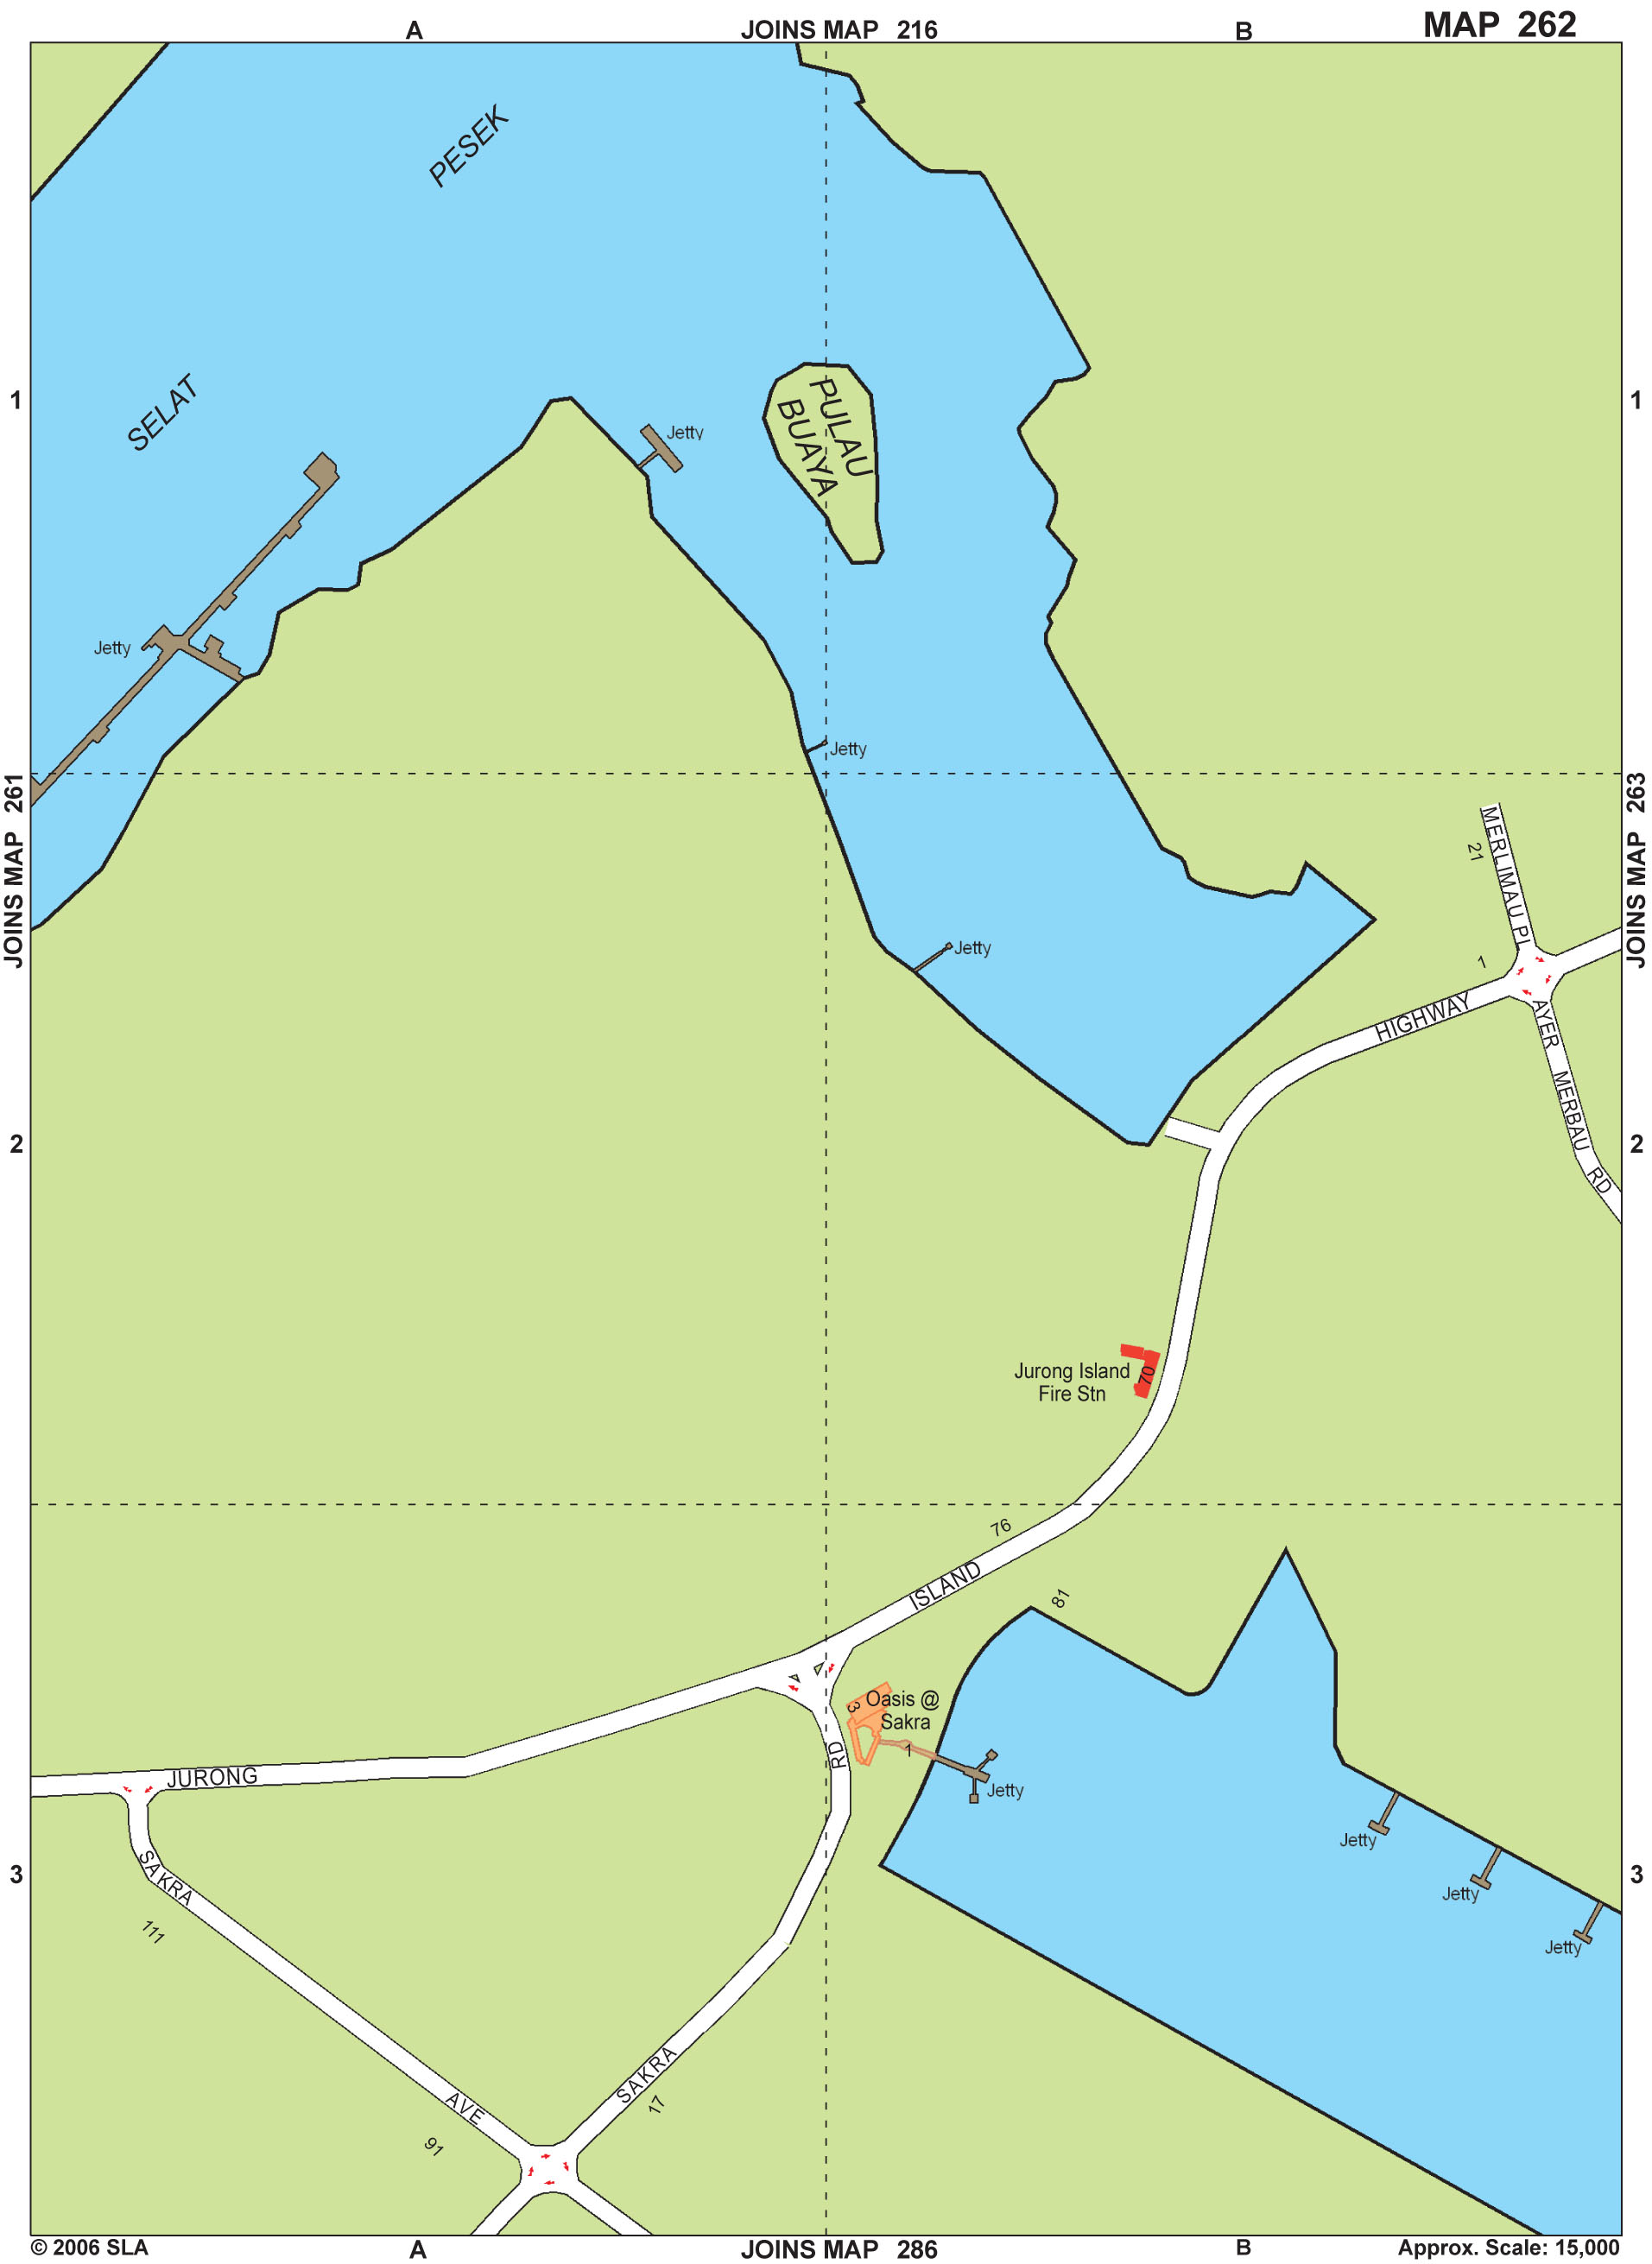 A
JOINS MAP 216
B
MAP 262
PESEK
SELAT
1
1
PULAU
BUAYA
Jetty
Jetty
Jetty
JOINS MAP 261
JOINS MAP 263
MERLIMAU PL
21
Jetty
1
HIGHWAY
AYER MERBAU RD
2
2
Jurong Island
Fire Stn
70
76
ISLAND
81
3
Oasis @
Sakra
1
RD
JURONG
Jetty
Jetty
3
3
SAKRA
Jetty
111
Jetty
SAKRA
17
AVE
91
© 2006 SLA
A
JOINS MAP 286
B
Approx. Scale: 15,000